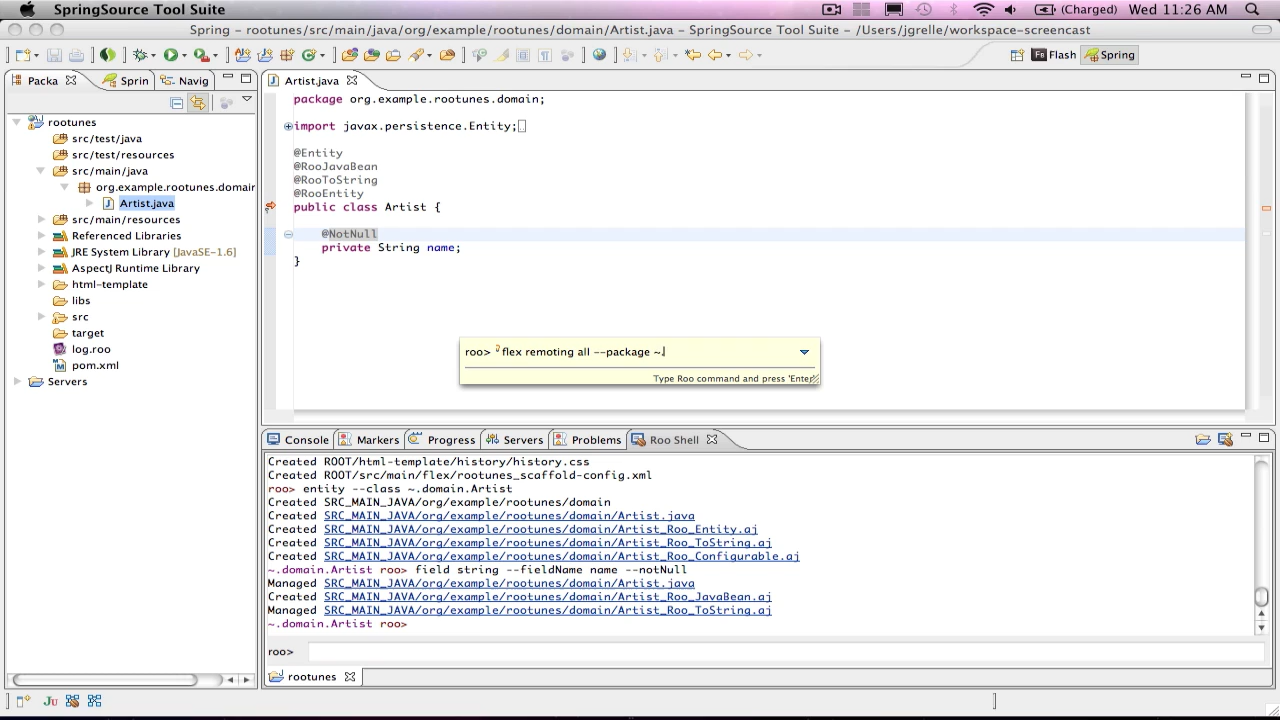 SpringSource Tool Suite
(Charged)
Wed 11:26 AM
Spring - rootunes/src/main/java/org/example/rootunes/domain/Artist.java - SpringSource Tool Suite - /Users/jgrelle/workspace-screencast
Flash
Spring
Packa
Sprin
Navig
rootunes
src/test/java
src/test/resources
src/main/java
org.example.rootunes.domain
Artist.java
src/main/resources
Referenced Libraries
JRE System Library [JavaSE-1.6]
AspectJ Runtime Library
html-template
libs
src
target
log.roo
pom.xml
Servers
Artist.java
package org.example.rootunes.domain;
import javax.persistence.Entity;
@Entity
@RooJavaBean
@RooToString
@RooEntity
public class Artist {
@NotNull
private String name;
}
roo> flex remoting all --package ~.
Type Roo command and press 'Enter
Console
Markers
Progress
Servers
Problems
Roo Shell
Created ROOT/html-template/history/history.css
Created ROOT/src/main/flex/rootunes_scaffold-config.xml
roo> entity --class ~.domain.Artist
Created SRC_MAIN_JAVA/org/example/rootunes/domain
Created SRC_MAIN_JAVA/org/example/rootunes/domain/Artist.java
Created SRC_MAIN_JAVA/org/example/rootunes/domain/Artist_Roo_Entity.aj
Created SRC_MAIN_JAVA/org/example/rootunes/domain/Artist_Roo_ToString.aj
Created SRC_MAIN_JAVA/org/example/rootunes/domain/Artist_Roo_Configurable.aj
~.domain.Artist roo> field string --fieldName name --notNull
Managed SRC_MAIN_JAVA/org/example/rootunes/domain/Artist.java
Created SRC_MAIN_JAVA/org/example/rootunes/domain/Artist_Roo_JavaBean.aj
Managed SRC_MAIN_JAVA/org/example/rootunes/domain/Artist_Roo_ToString.aj
~.domain.Artist roo>
roo>
rootunes
Ju